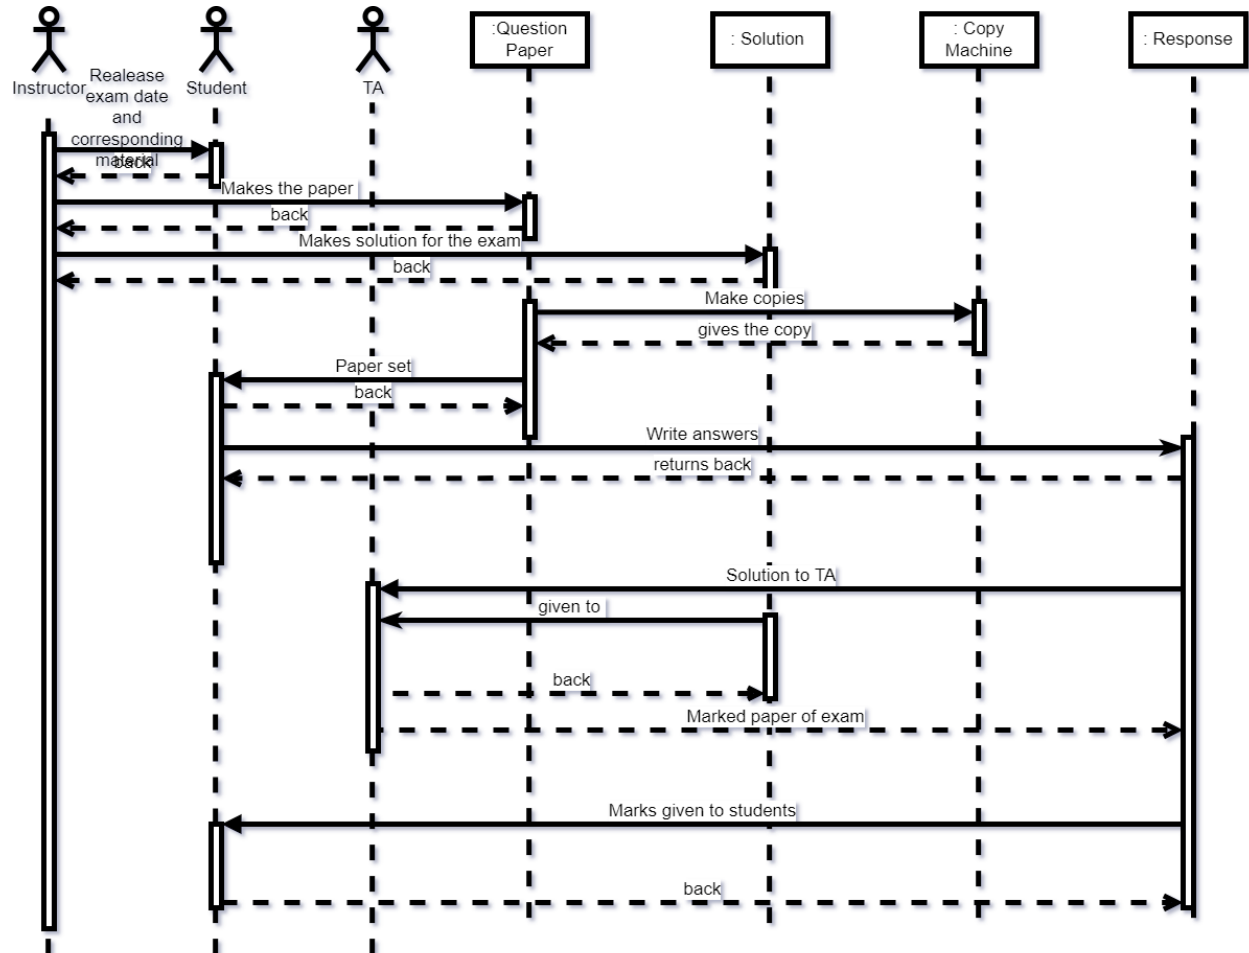 :Question
Paper
: Solution
: Copy
Machine
: Response
Instructor
Student
TA
Realease
exam date
and
corresponding
material
back
Makes the paper
back
Makes solution for the exam
back
Make copies
gives the copy
Paper set
back
Write answers
returns back
Solution to TA
given to
back
Marked paper of exam
Marks given to students
back